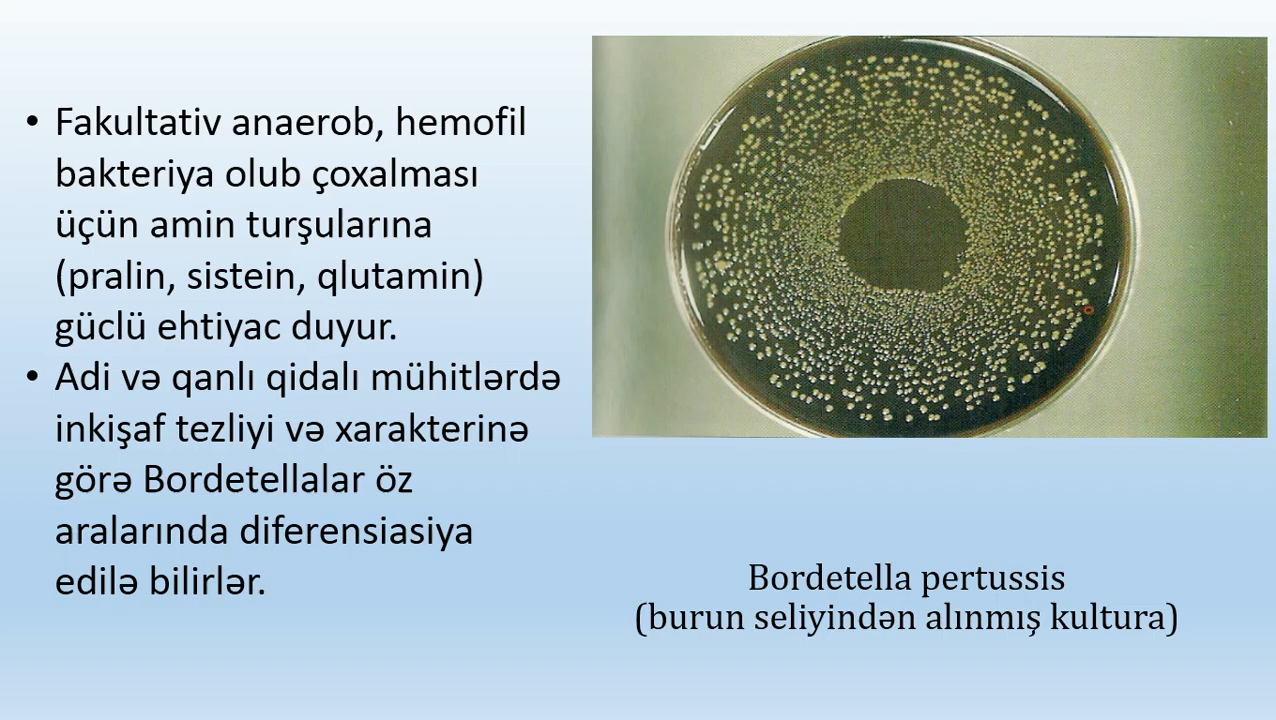 • Fakultativ anaerob, hemofil
bakteriya olub çoxalması
üçün amin turşularına
(pralin, sistein, qlutamin)
güclü ehtiyac duyur.
• Adi və qanlı qidalı mühitlərdə
inkişaf tezliyi və xarakterinə
görə Bordetellalar öz
aralarında diferensiasiya
edilə bilirlər.
Bordetella pertussis
(burun seliyindən alınmış kultura)